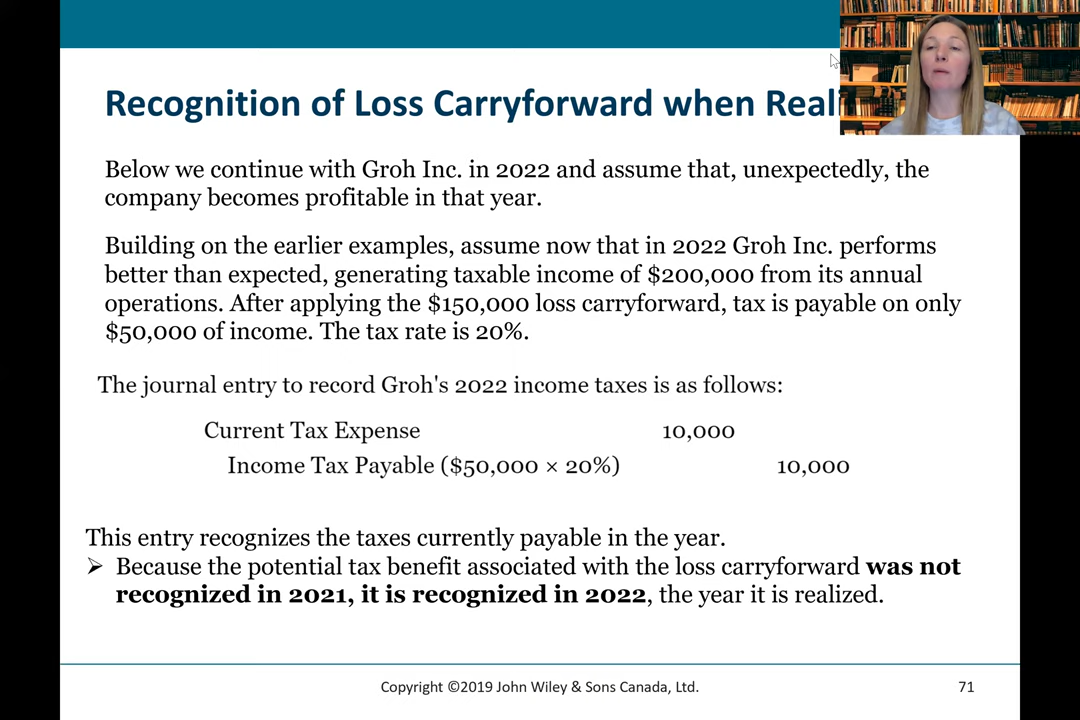 Recognition of Loss Carryforward when
Below we continue with Groh Inc. in 2022 and assume that, unexpectedly, the
company becomes profitable in that year.
Building on the earlier examples, assume now that in 2022 Groh Inc. performs
better than expected, generating taxable income of $200,000 from its annual
operations. After applying the $150,000 loss carryforward, tax is payable on only
$50,000 of income. The tax rate is 20%.
The journal entry to record Groh's 2022 income taxes is as follows:
Current Tax Expense 10,000
Income Tax Payable ($50,000 × 20%) 10,000
This entry recognizes the taxes currently payable in the year.
➢ Because the potential tax benefit associated with the loss carryforward was not
recognized in 2021, it is recognized in 2022, the year it is realized.
Copyright ©2019 John Wiley & Sons Canada, Ltd. 71